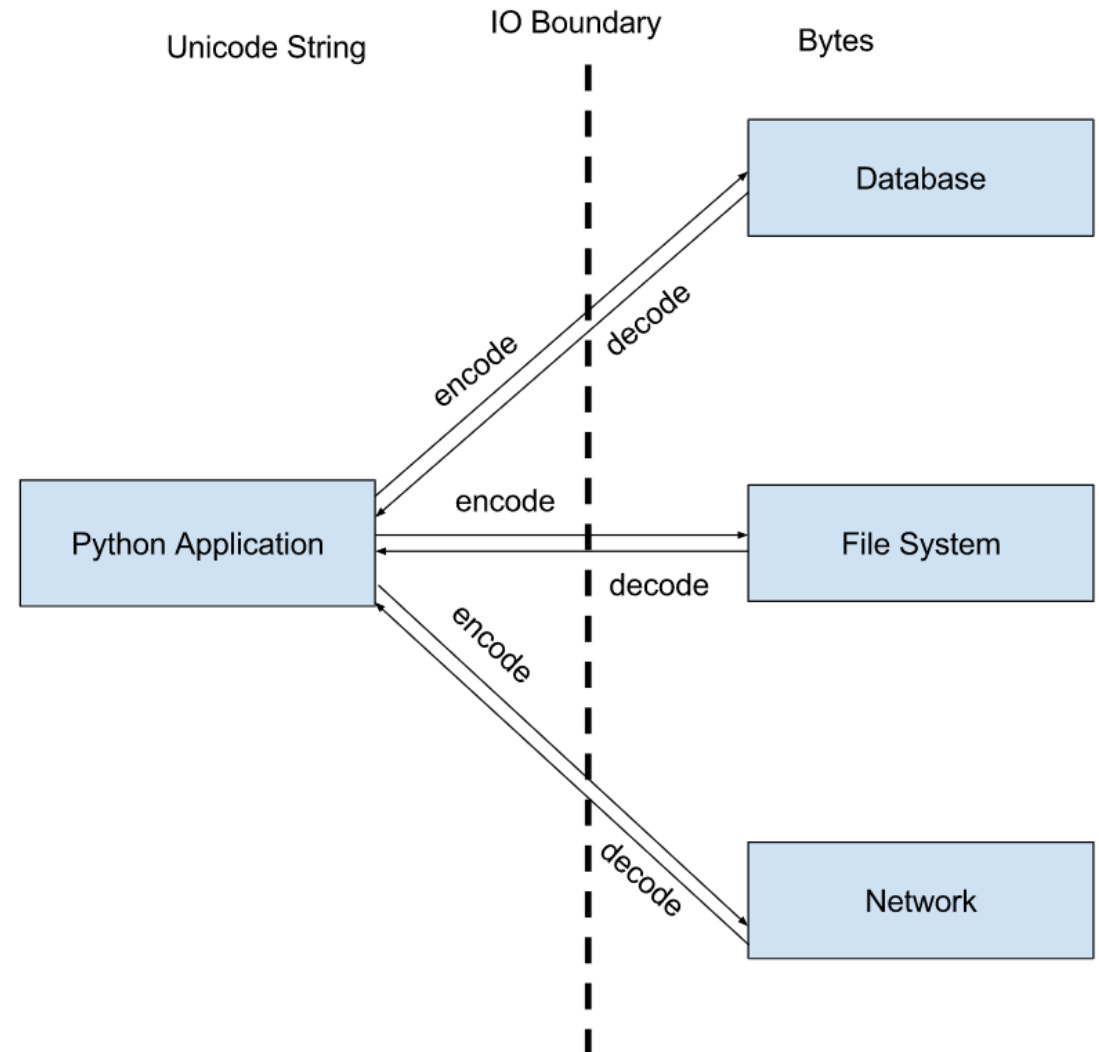 Unicode String
IO Boundary
Bytes
Database
encode
decode
Python Application
encode
decode
File System
encode
decode
Network